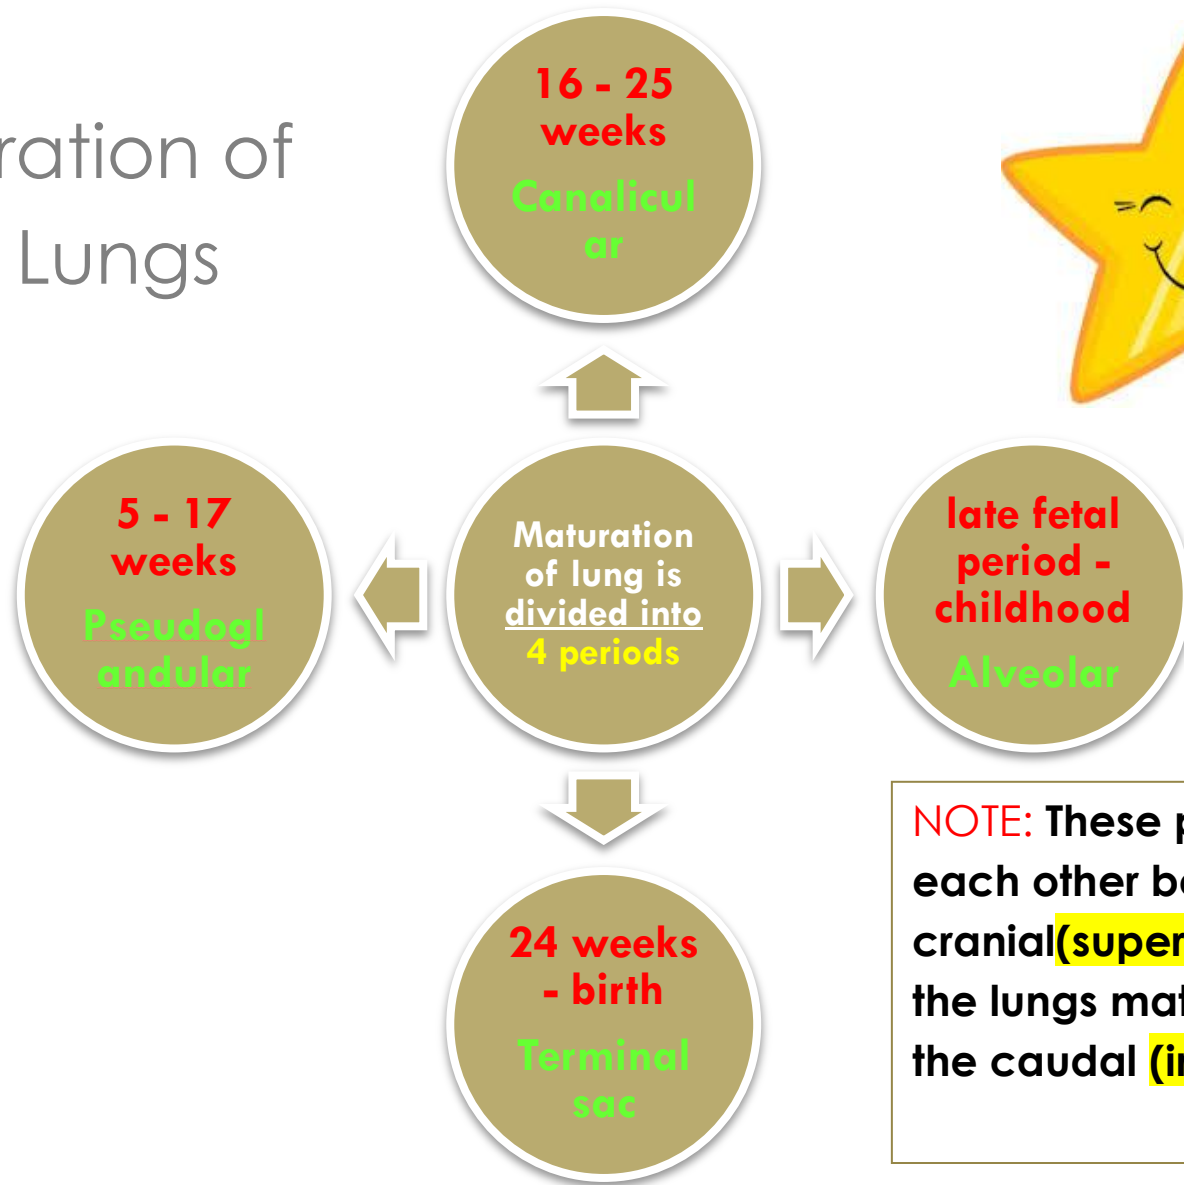 ration of
Lungs
16 - 25
weeks
Canalicul
ar
5 - 17
weeks
Pseudogl
andular
Maturation
of lung is
divided into
4 periods
late fetal
period -
childhood
Alveolar
24 weeks
- birth
Terminal
sac
NOTE: These
each other
cranial(super
the lungs mat
the caudal